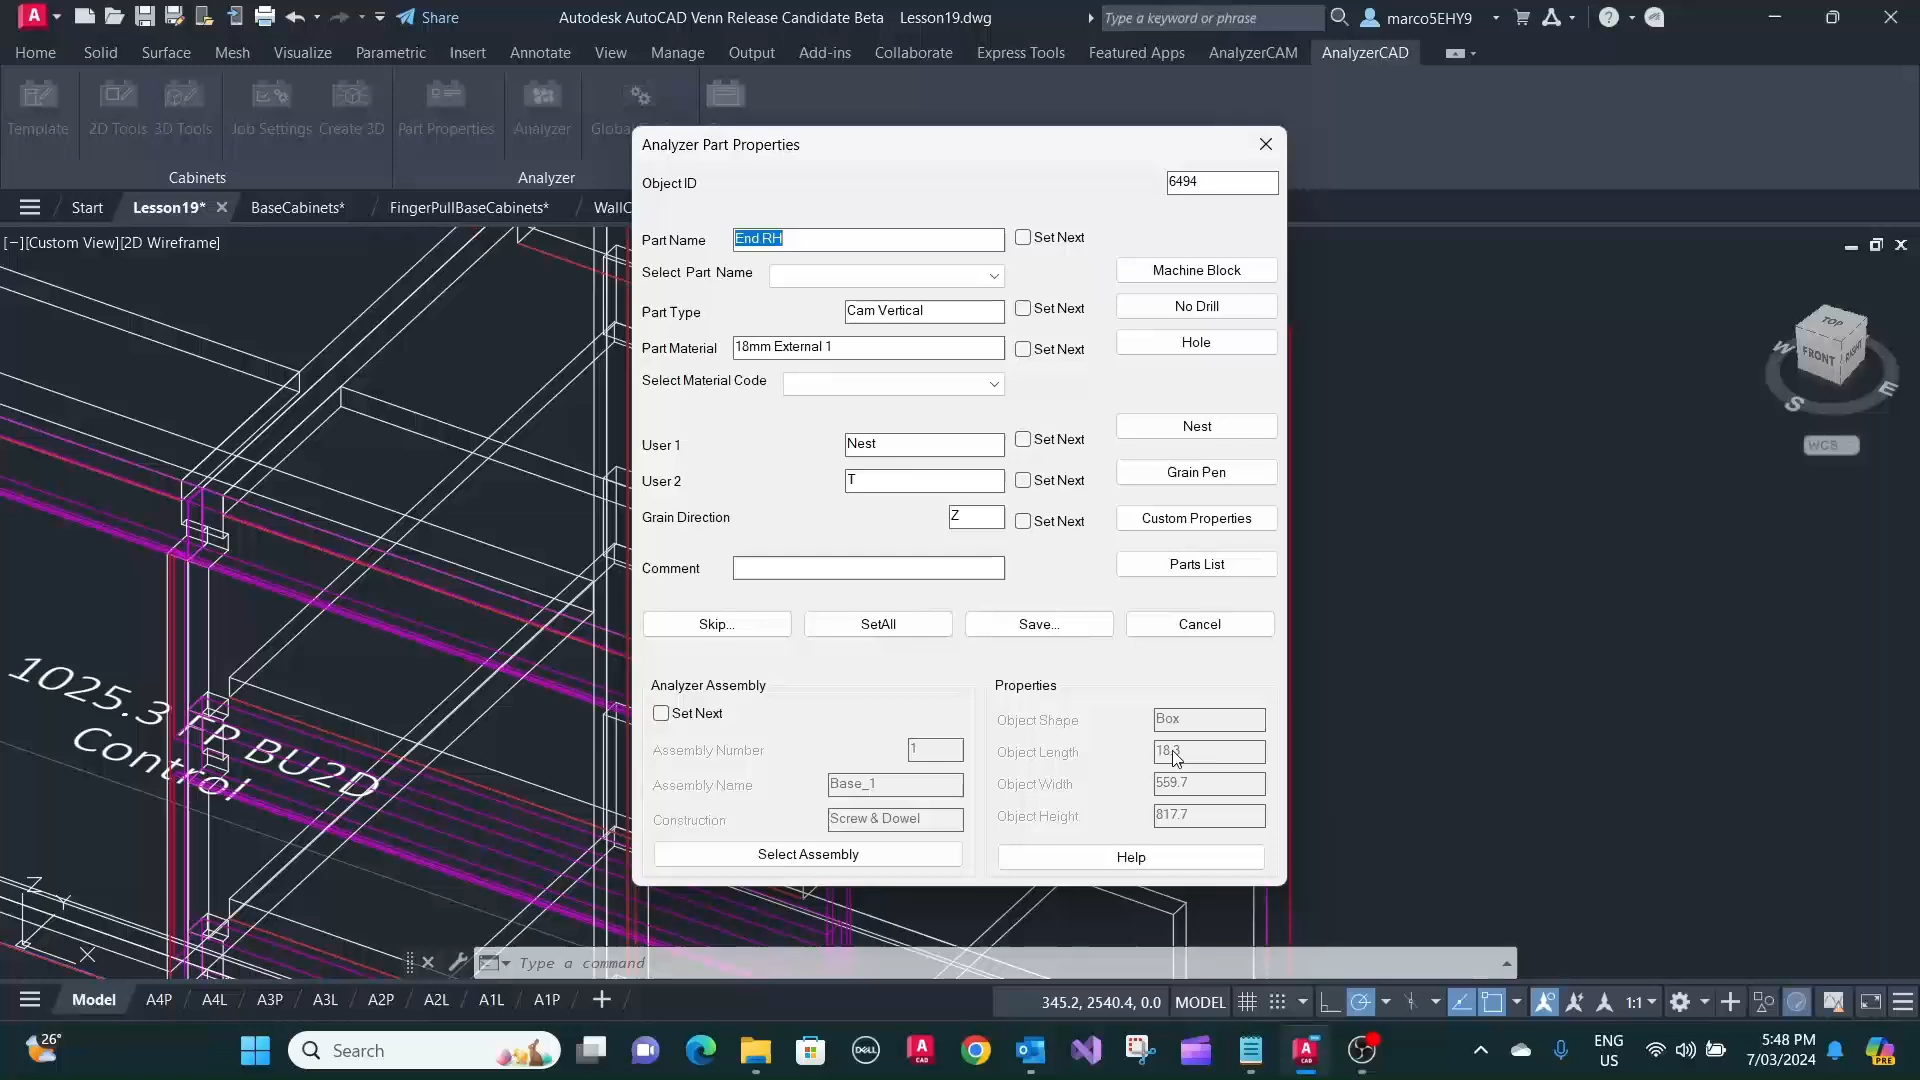 Share
Autodesk AutoCAD Venn Release Candidate Beta Lesson19.dwg
Type a keyword or phrase
marco5EHY9
Home Solid Surface Mesh Visualize Parametric Insert Annotate View Manage Output Add-ins Collaborate Express Tools Featured Apps AnalyzerCAM AnalyzerCAD
Template 2D Tools 3D Tools Job Settings Create 3D Part Properties Analyzer
Cabinets Analyzer
Start Lesson19* BaseCabinets* FingerPullBaseCabinets*
[−][Custom View][2D Wireframe]
Analyzer Part Properties
Object ID 6494
Part Name End RH Set Next
Select Part Name Machine Block
Part Type Cam Vertical Set Next No Drill
Part Material 18mm External 1 Set Next Hole
Select Material Code
User 1 Nest Set Next Nest
User 2 T Set Next Grain Pen
Grain Direction Z Set Next Custom Properties
Comment Parts List
Skip... SetAll Save... Cancel
Analyzer Assembly Properties
Set Next Object Shape Box
Assembly Number 1 Object Length 18.3
Assembly Name Base_1 Object Width 559.7
Construction Screw & Dowel Object Height 817.7
Select Assembly Help
TOP
FRONT RIGHT
W S E
WCS
1025.3 FP BU2D
Control
Z Y X
Type a command
Model A4P A4L A3P A3L A2P A2L A1L A1P
345.2, 2540.4, 0.0 MODEL 1:1
26°
Search
DELL
CAD
CAD
ENG
US
5:48 PM
7/03/2024
PRE